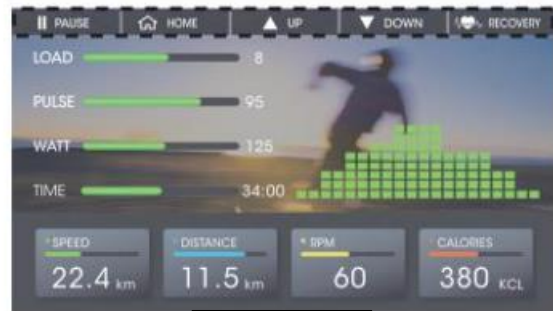 PAUSE HOME UP DOWN RECOVERY
LOAD 8
PULSE 95
WATT 125
TIME 34:00
SPEED DISTANCE RPM CALORIES
22.4 km 11.5 km 60 380 KCL